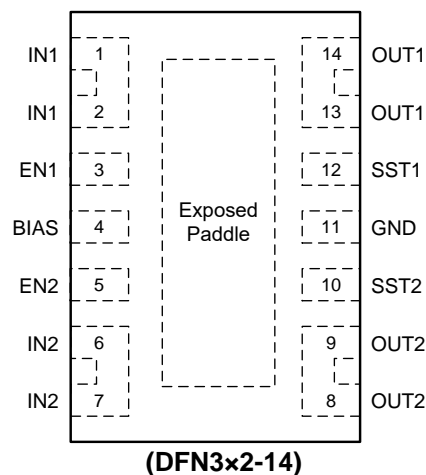 IN1 1 14 OUT1
IN1 2 13 OUT1
EN1 3 12 SST1
BIAS 4 Exposed Paddle 11 GND
EN2 5 10 SST2
IN2 6 9 OUT2
IN2 7 8 OUT2
(DFN3×2-14)